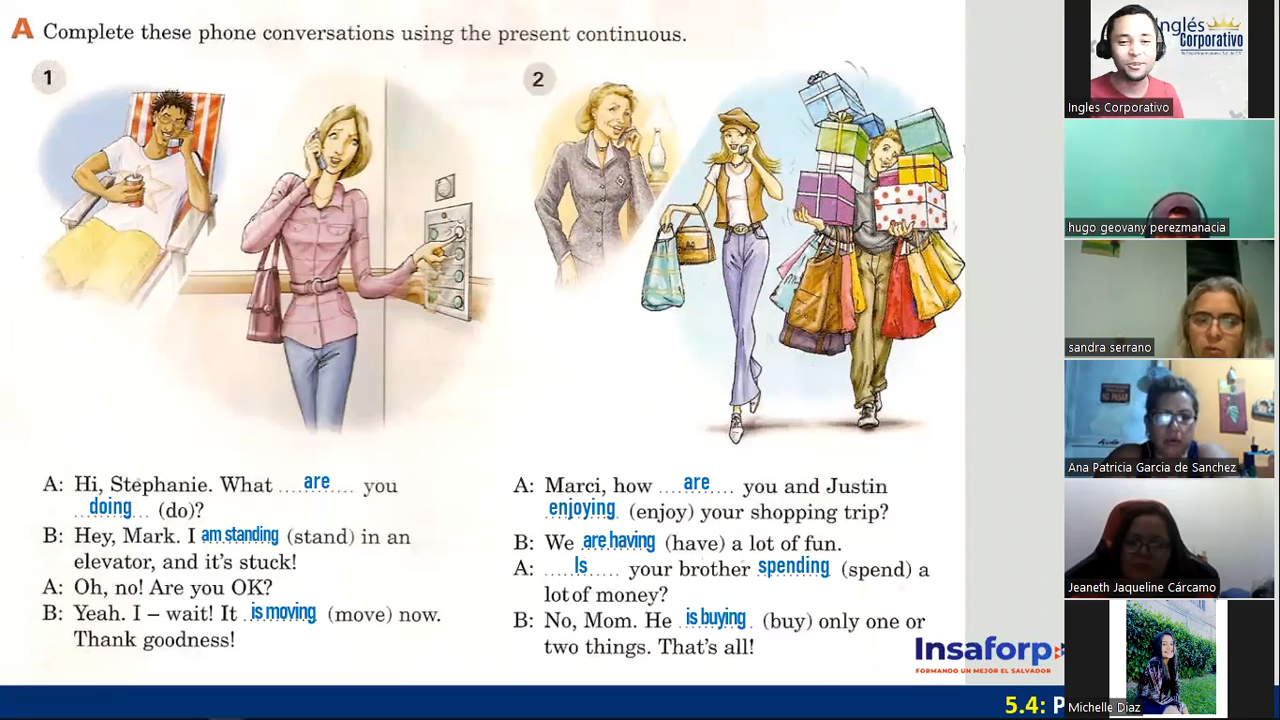 A Complete these phone conversations using the present continuous.
1
A: Hi, Stephanie. What are you
doing (do)?
B: Hey, Mark. I am standing (stand) in an
elevator, and it's stuck!
A: Oh, no! Are you OK?
B: Yeah. I – wait! It is moving (move) now.
Thank goodness!
2
A: Marci, how are you and Justin
enjoying (enjoy) your shopping trip?
B: We are having (have) a lot of fun.
A: Is your brother spending (spend) a
lot of money?
B: No, Mom. He is buying (buy) only one or
two things. That's all!
Insaforp
FORMANDO UN MEJOR EL SALVADOR
5.4: P
Inglés
Corporativo
Ingles Corporativo
hugo geovany perezmanacia
sandra serrano
NO PASAR
Ana Patricia Garcia de Sanchez
Jeaneth Jaqueline Cárcamo
Michelle Diaz